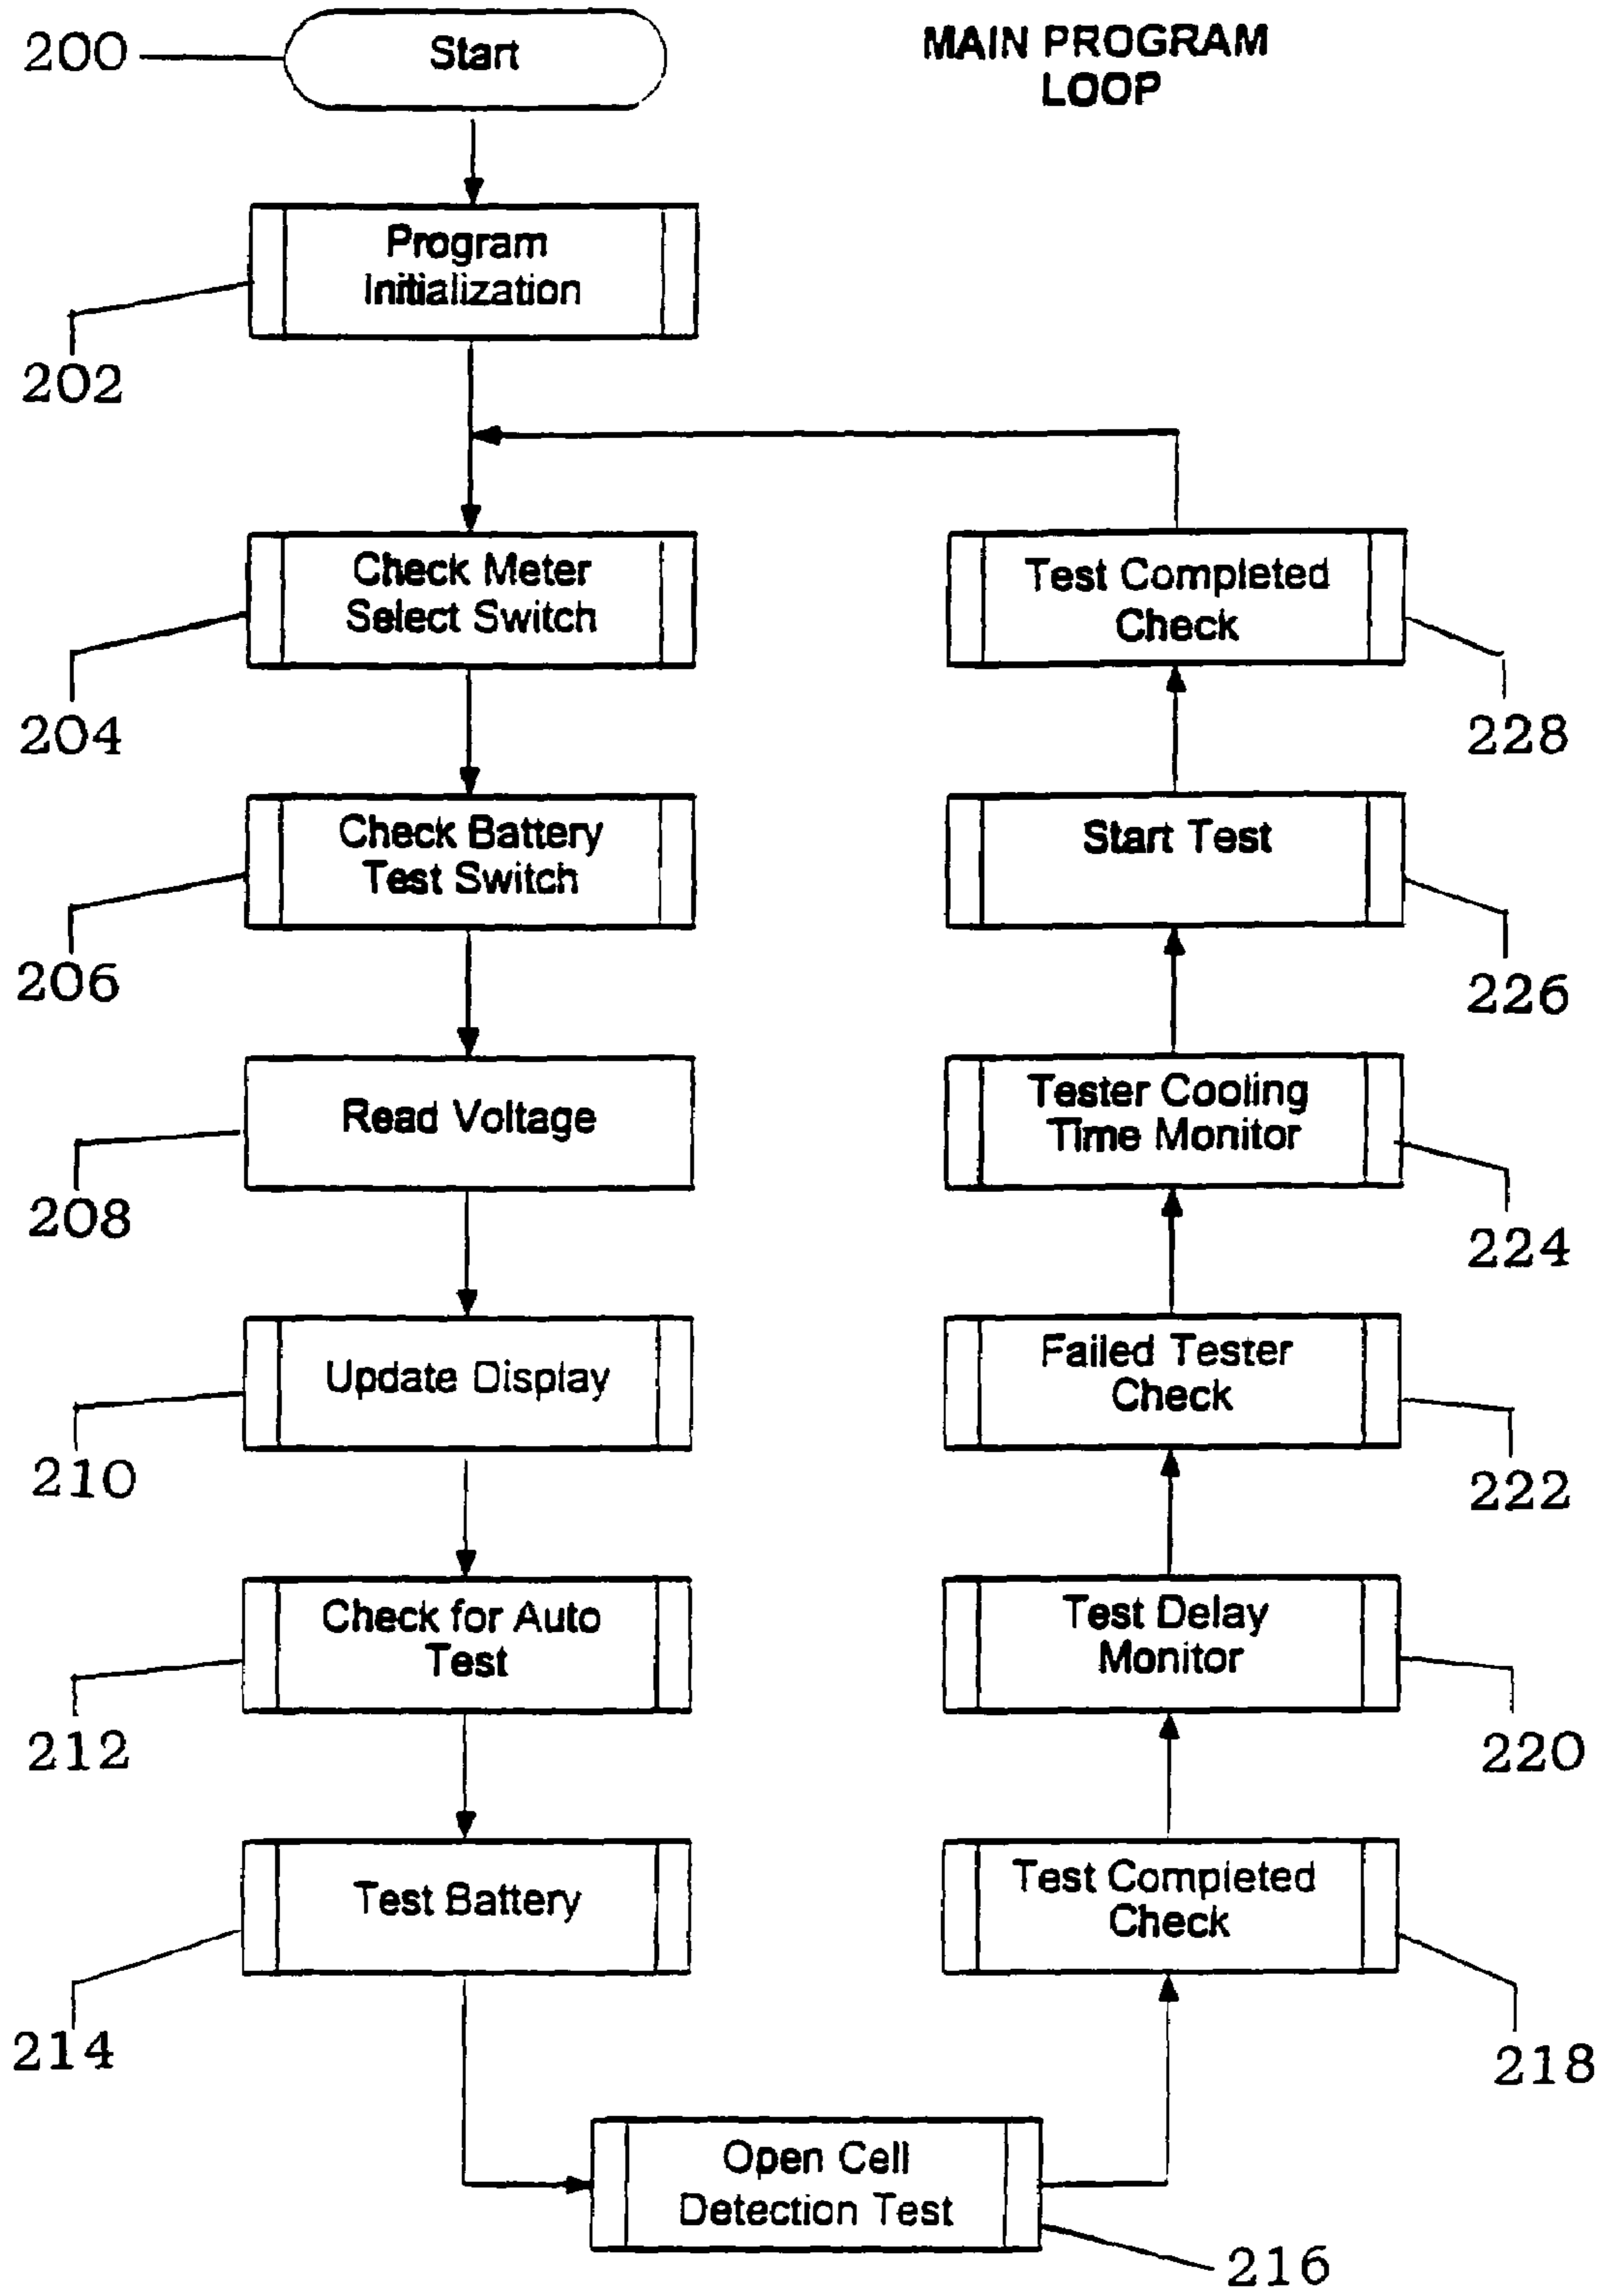 200
Start
MAIN PROGRAM
LOOP
Program
Initialization
202
Check Meter
Select Switch
204
Check Battery
Test Switch
206
Read Voltage
208
Update Display
210
Check for Auto
Test
212
Test Battery
214
Open Cell
Detection Test
216
Test Completed
Check
218
Test Delay
Monitor
220
Failed Tester
Check
222
Tester Cooling
Time Monitor
224
Start Test
226
Test Completed
Check
228